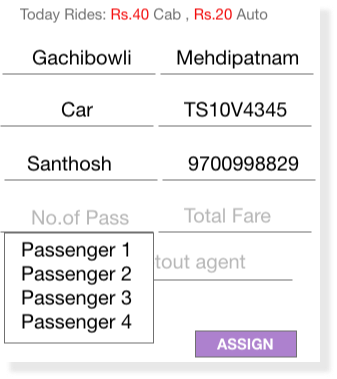 Today Rides: Rs.40 Cab , Rs.20 Auto
Gachibowli Mehdipatnam
Car TS10V4345
Santhosh 9700998829
No.of Pass Total Fare
Passenger 1
tout agent
Passenger 2
Passenger 3
Passenger 4
ASSIGN